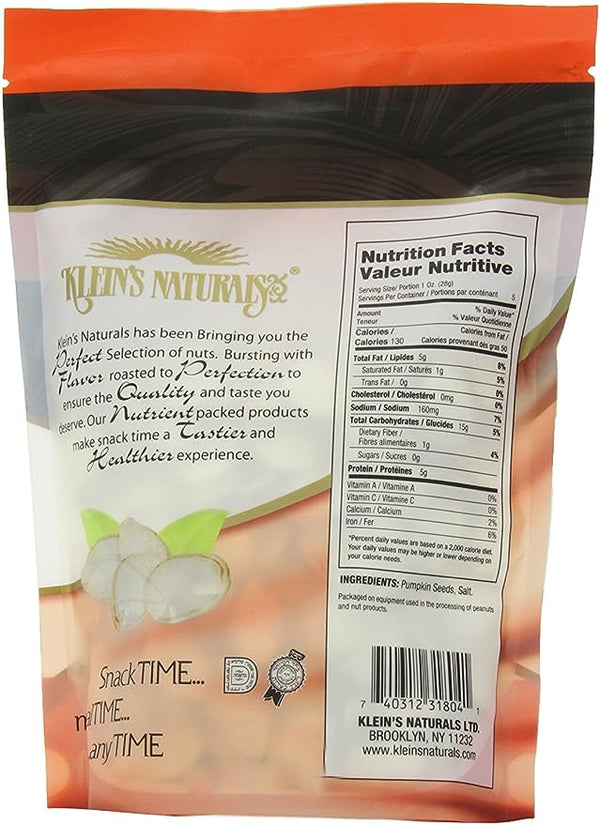 KLEIN'S NATURALS®
Klein's Naturals has been Bringing you the
Perfect Selection of nuts. Bursting with
Flavor roasted to Perfection to
ensure the Quality and taste you
deserve. Our Nutrient packed products
make snack time a Tastier and
Healthier experience.
SnackTIME...
TIME...
anyTIME
Nutrition Facts
Valeur Nutritive
Serving Size/ Portion 1 Oz. (28g)
Servings Per Container / Portions par contenant 5
Amount % Daily Value*
Teneur % Valeur Quotidienne
Calories / Calories from Fat /
Calories 130 Calories provenant des gras 50
Total Fat / Lipides 5g 8%
Saturated Fat / Saturés 1g 5%
Trans Fat / 0g 0%
Cholesterol / Cholestérol 0mg 0%
Sodium / Sodium 160mg 7%
Total Carbohydrates / Glucides 15g 5%
Dietary Fiber /
Fibres alimentaires 1g 4%
Sugars / Sucres 0g
Protein / Protéines 5g
Vitamin A / Vitamine A 0%
Vitamin C / Vitamine C 0%
Calcium / Calcium 2%
Iron / Fer 6%
*Percent daily values are based on a 2,000 calorie diet.
Your daily values may be higher or lower depending on
your calorie needs.
INGREDIENTS: Pumpkin Seeds, Salt.
Packaged on equipment used in the processing of peanuts
and nut products.
7 40312 31804 1
KLEIN'S NATURALS LTD.
BROOKLYN, NY 11232
www.kleinsnaturals.com